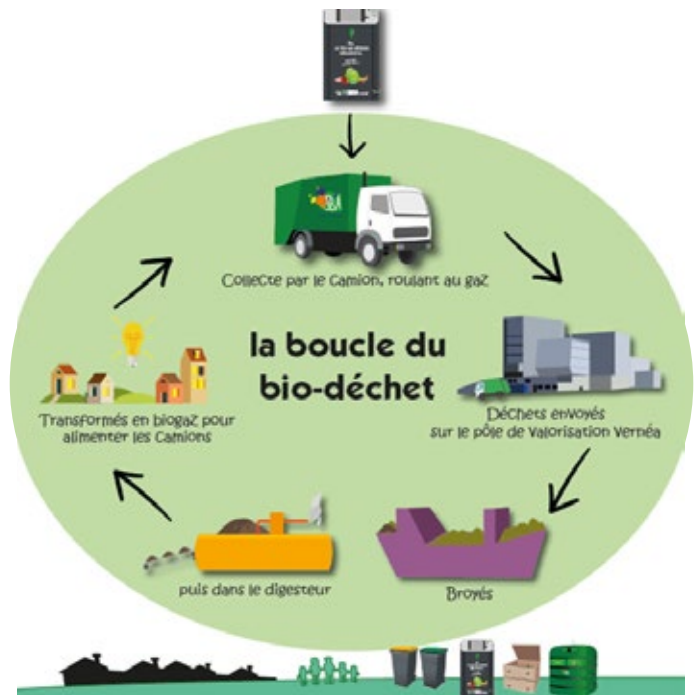 Collecte par le camion, roulant au gaz
la boucle du
bio-déchet
Déchets envoyés
sur le pôle de valorisation Vernéa
Transformés en biogaz pour
alimenter les camions
puis dans le digesteur
Broyés